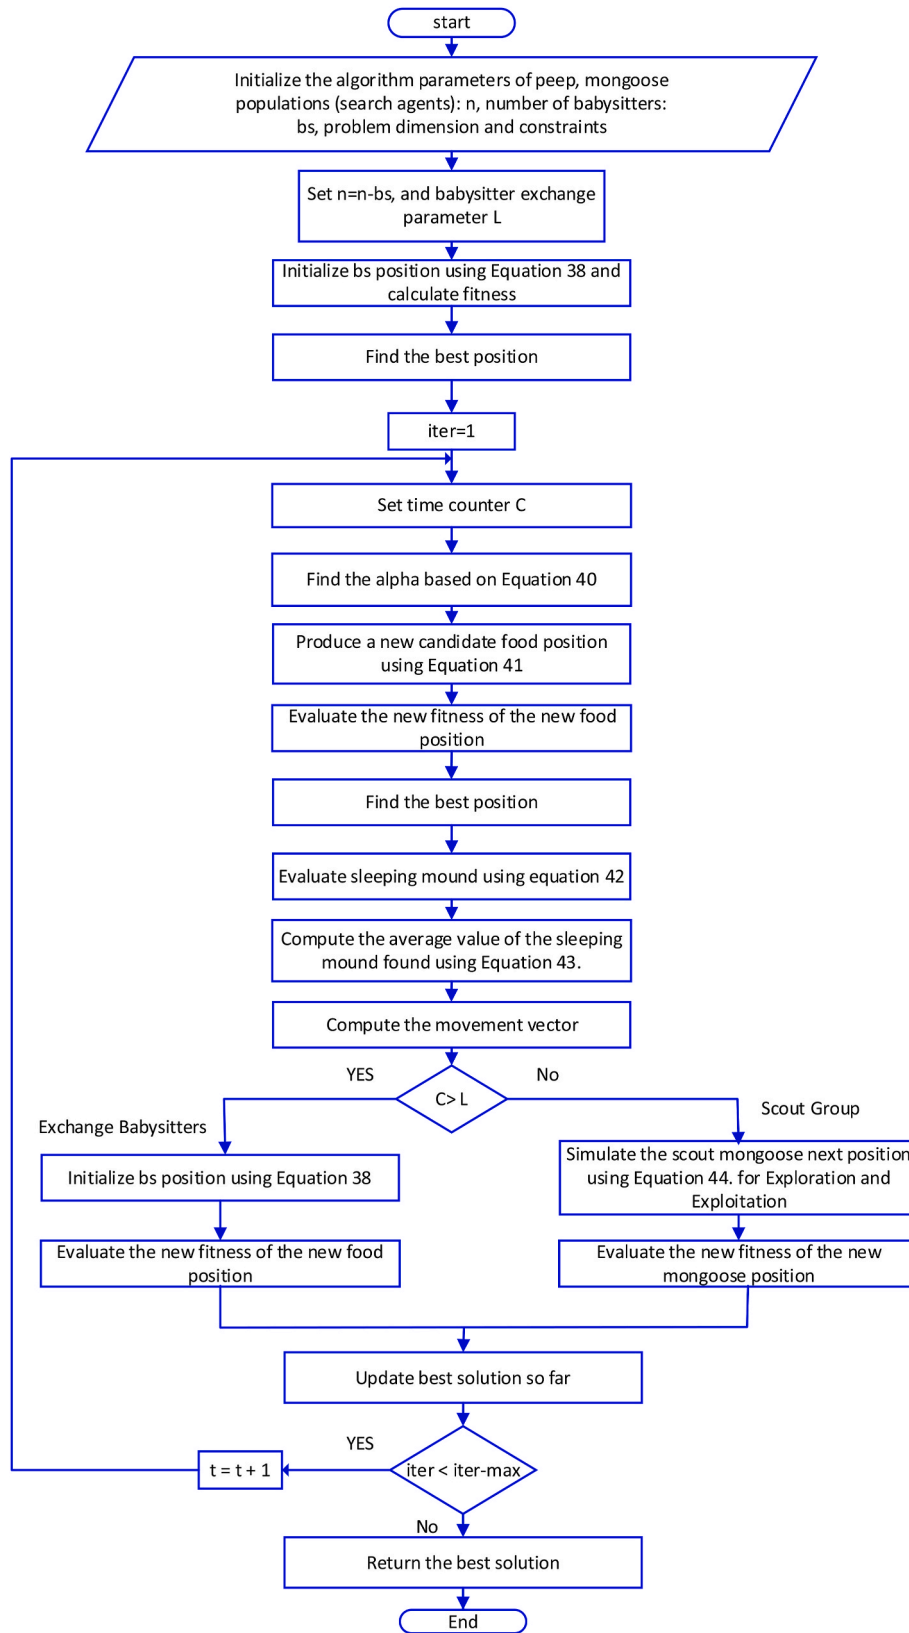 start
Initialize the algorithm parameters of peep, mongoose
populations (search agents): n, number of babysitters:
bs, problem dimension and constraints
Set n=n-bs, and babysitter exchange
parameter L
Initialize bs position using Equation 38 and
calculate fitness
Find the best position
iter=1
Set time counter C
Find the alpha based on Equation 40
Produce a new candidate food position
using Equation 41
Evaluate the new fitness of the new food
position
Find the best position
Evaluate sleeping mound using equation 42
Compute the average value of the sleeping
mound found using Equation 43.
Compute the movement vector
YES
No
C> L
Exchange Babysitters
Scout Group
Initialize bs position using Equation 38
Simulate the scout mongoose next position
using Equation 44. for Exploration and
Exploitation
Evaluate the new fitness of the new food
position
Evaluate the new fitness of the new
mongoose position
Update best solution so far
YES
t = t + 1
iter < iter-max
No
Return the best solution
End